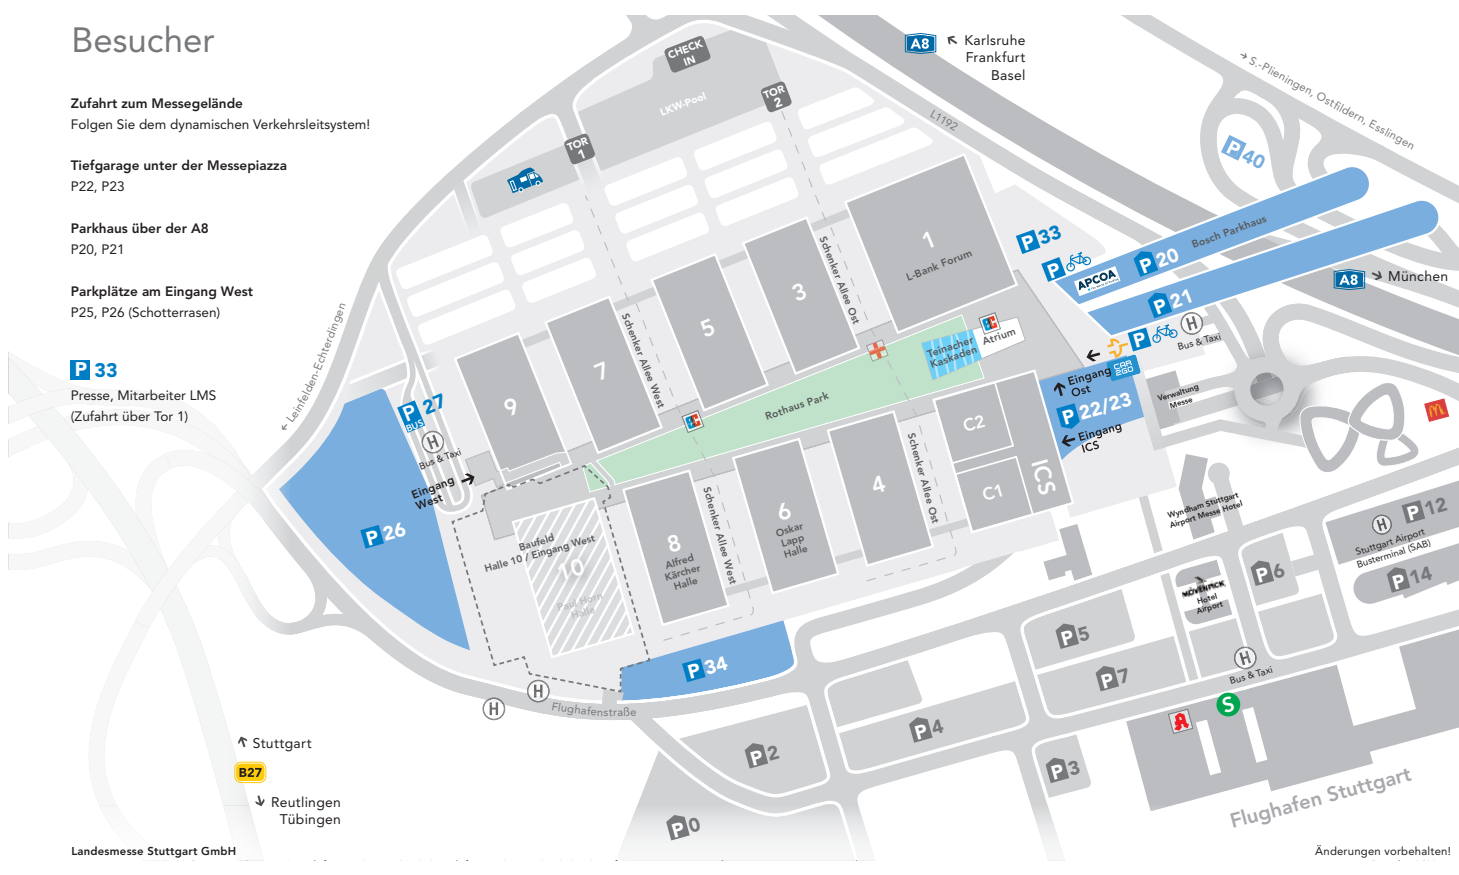 Besucher
Zufahrt zum Messegelände
Folgen Sie dem dynamischen Verkehrsleitsystem!
Tiefgarage unter der Messepiazza
P22, P23
Parkhaus über der A8
P20, P21
Parkplätze am Eingang West
P25, P26 (Schotterrasen)
P 33
Presse, Mitarbeiter LMS
(Zufahrt über Tor 1)
CHECK
IN
LKW-Pool
TOR
2
TOR
1
A8
Karlsruhe
Frankfurt
Basel
L1192
S.-Plieningen, Ostfildern, Esslingen
P40
Bosch Parkhaus
P33
P
APCOA
P20
P21
A8
München
P
H
Bus & Taxi
1
L-Bank Forum
3
5
7
9
Schenker Allee Ost
Schenker Allee West
Teinacher
Kaskaden
Atrium
Rothaus Park
Eingang
Ost
CAR
2GO
P22/23
Eingang
ICS
Verwaltung
Messe
Leinfelden-Echterdingen
P27
BUS
H
Bus & Taxi
Eingang
West
P26
Baufeld
Halle 10 / Eingang West
10
Paul Horn
Halle
8
Alfred
Kärcher
Halle
Schenker Allee West
6
Oskar
Lapp
Halle
4
Schenker Allee Ost
C2
C1
ICS
Wyndham Stuttgart
Airport Messe Hotel
H
P12
Stuttgart Airport
Busterminal (SAB)
P14
P6
MÖVENPICK
Hotel
Airport
P5
P7
H
Bus & Taxi
S
P34
H
H
Flughafenstraße
P2
P4
P3
P0
Flughafen Stuttgart
Stuttgart
B27
Reutlingen
Tübingen
Landesmesse Stuttgart GmbH
Änderungen vorbehalten!